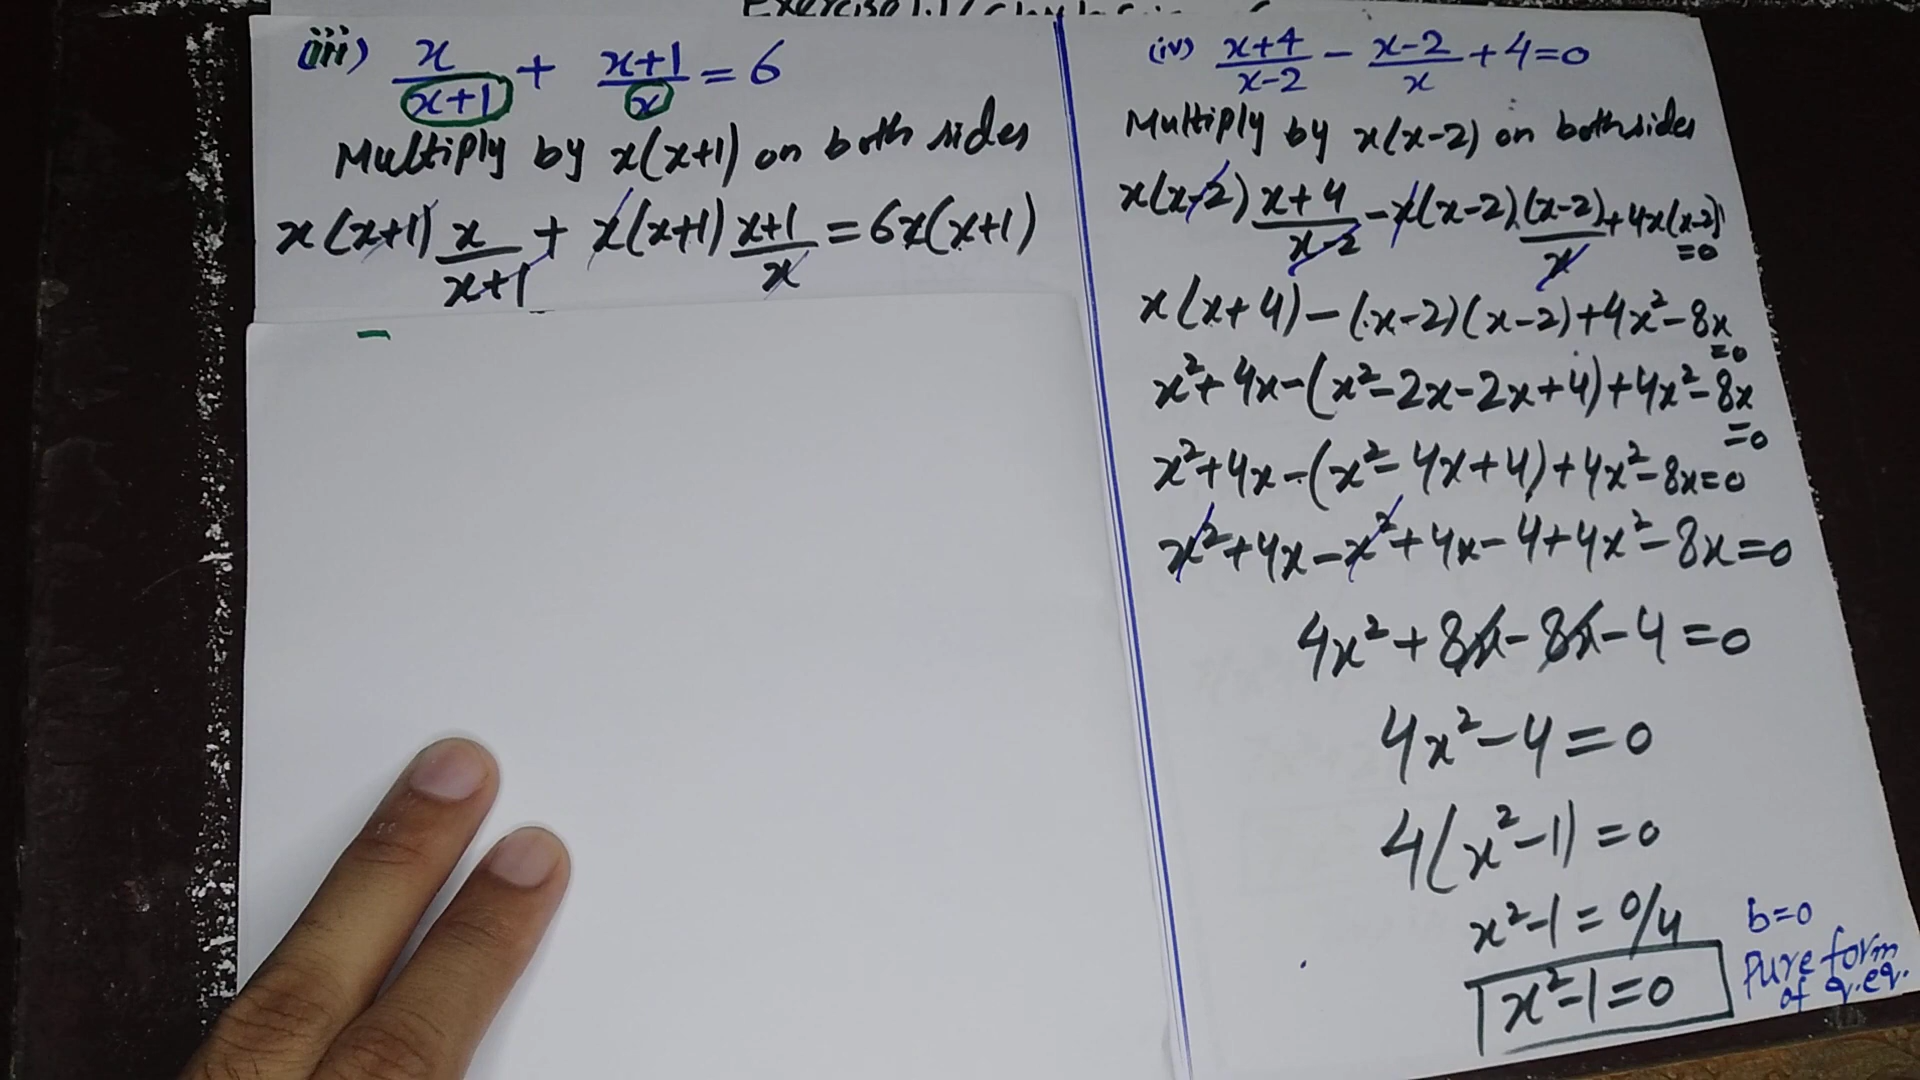 Exercise 1.1
(iii) x/(x+1) + (x+1)/x = 6
Multiply by x(x+1) on both sides
x(x+1) x/(x+1) + x(x+1) (x+1)/x = 6x(x+1)
(iv) (x+4)/(x-2) - (x-2)/x + 4 = 0
Multiply by x(x-2) on both sides
x(x-2) (x+4)/(x-2) - x(x-2) (x-2)/x + 4x(x-2) = 0
x(x+4) - (x-2)(x-2) + 4x² - 8x = 0
x² + 4x - (x² - 2x - 2x + 4) + 4x² - 8x = 0
x² + 4x - (x² - 4x + 4) + 4x² - 8x = 0
x² + 4x - x² + 4x - 4 + 4x² - 8x = 0
4x² + 8x - 8x - 4 = 0
4x² - 4 = 0
4(x² - 1) = 0
x² - 1 = 0/4
x² - 1 = 0
b = 0
Pure form
of q.eq.